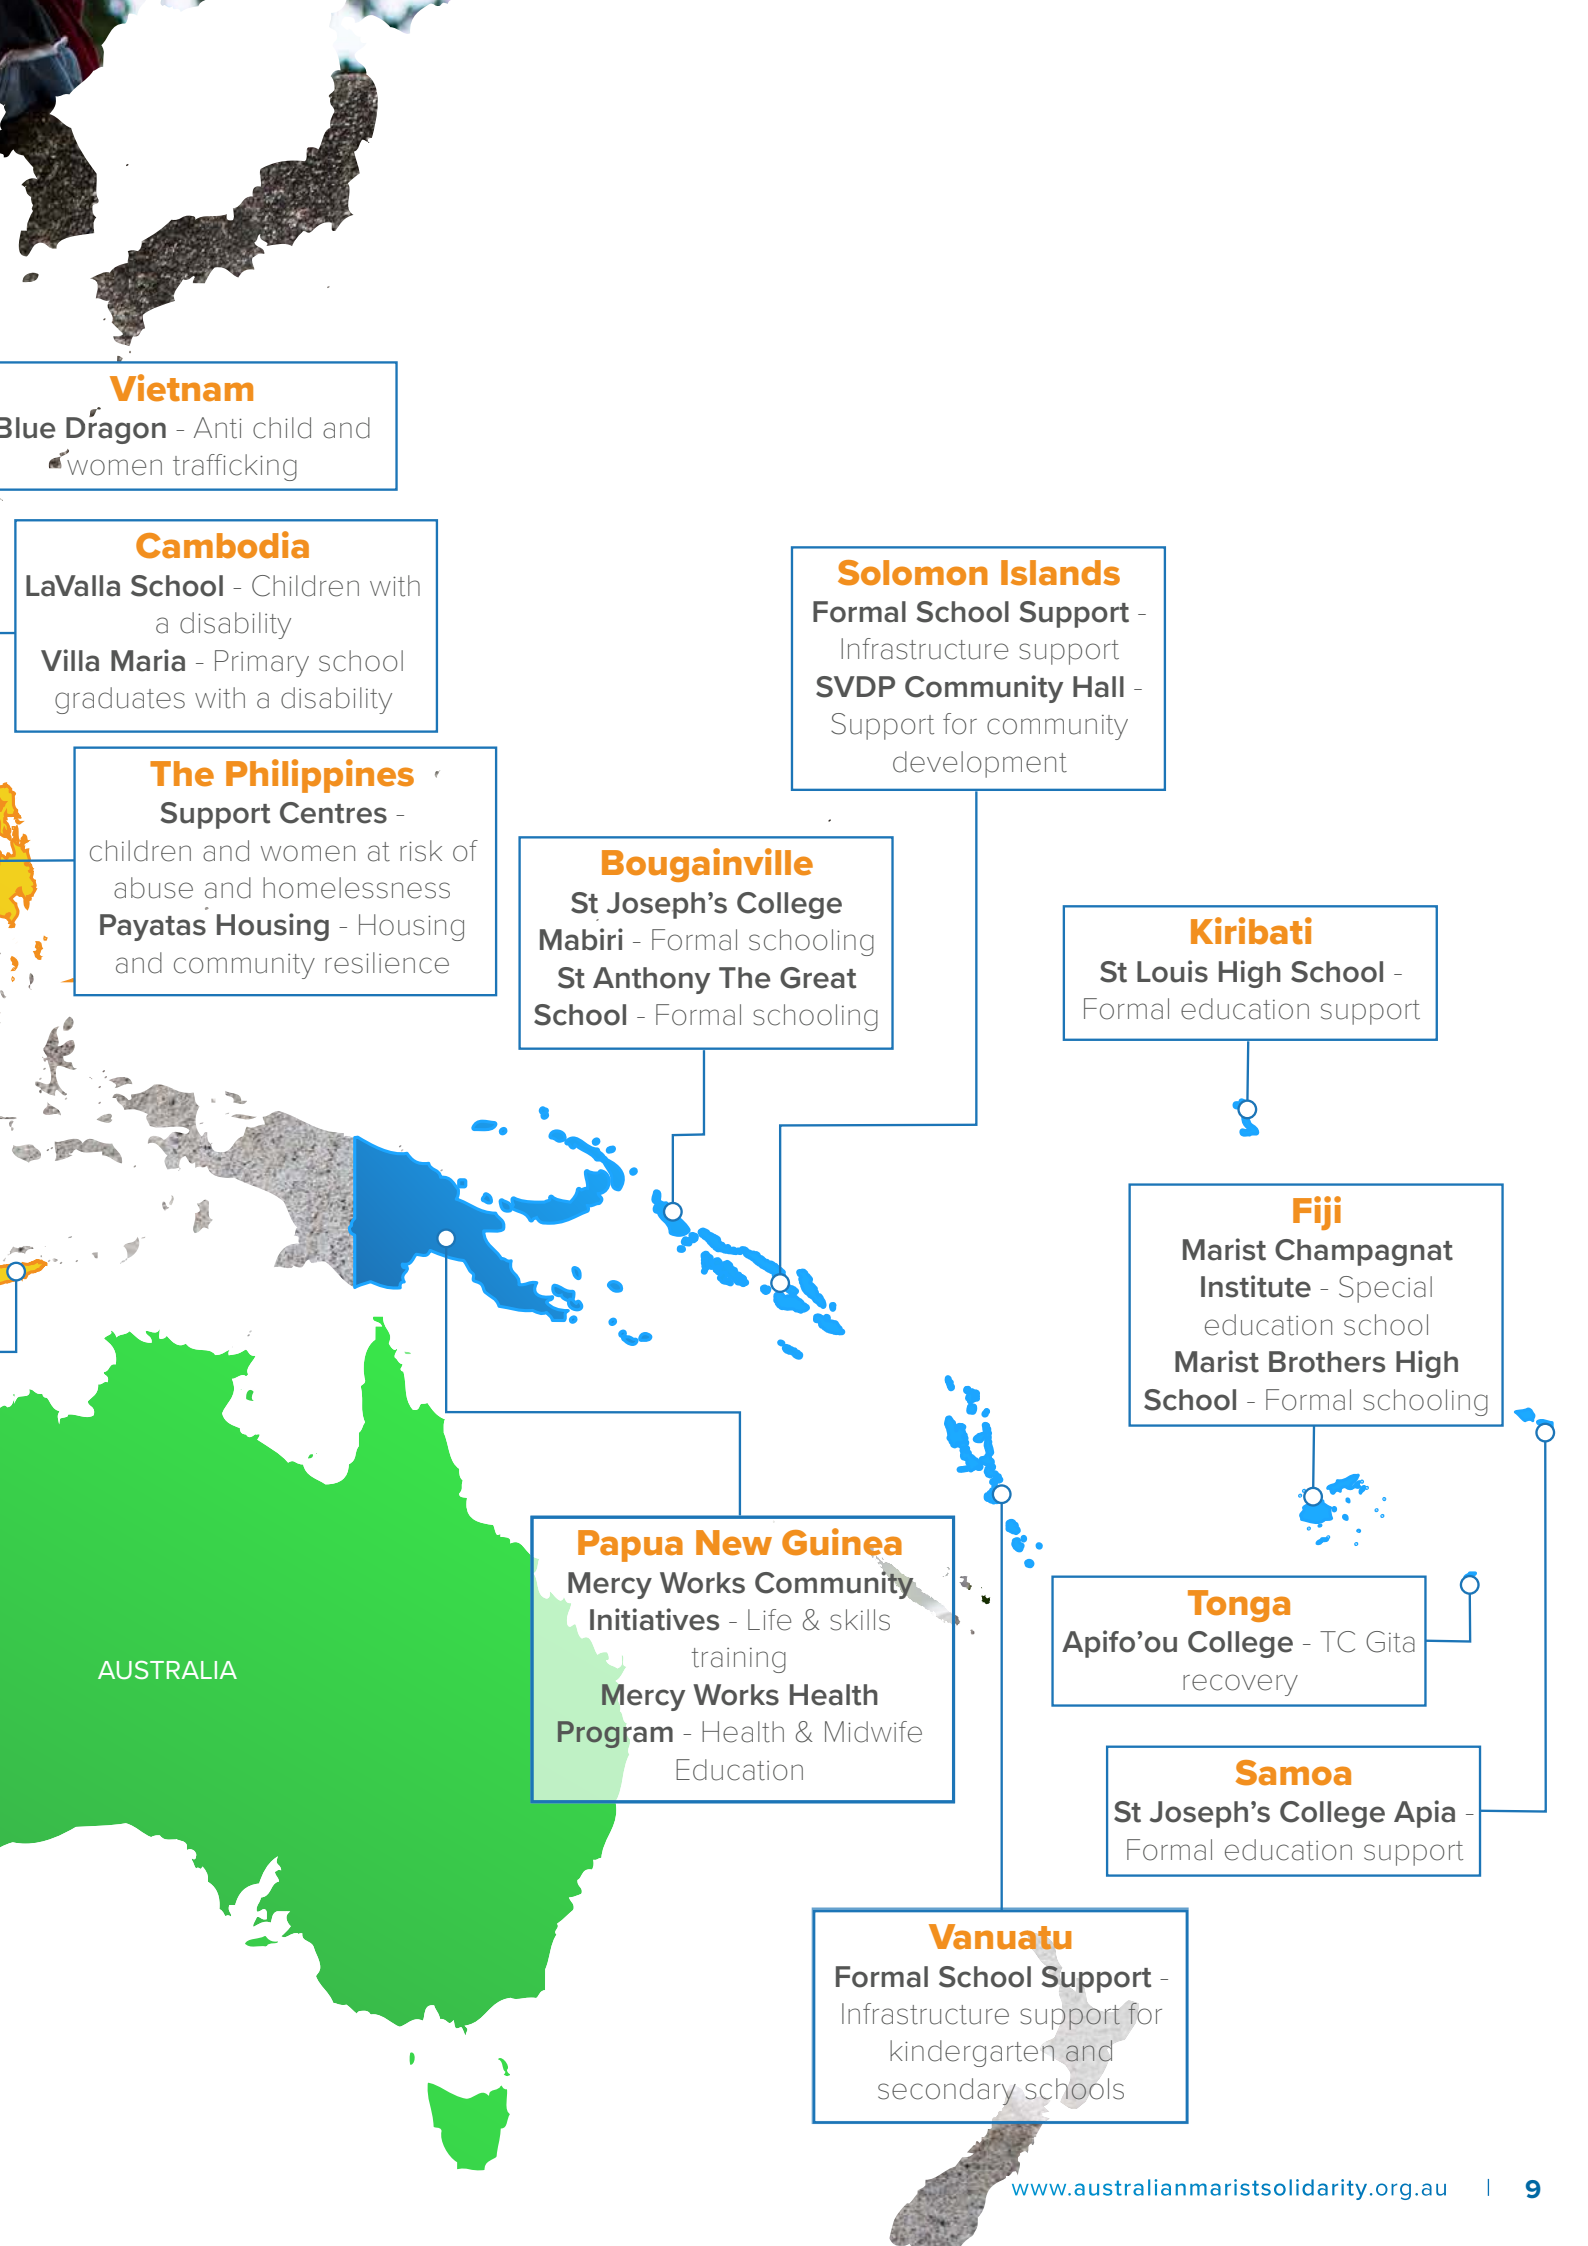 Vietnam
Blue Dragon - Anti child and
women trafficking
Cambodia
LaValla School - Children with
a disability
Villa Maria - Primary school
graduates with a disability
The Philippines
Support Centres -
children and women at risk of
abuse and homelessness
Payatas Housing - Housing
and community resilience
Solomon Islands
Formal School Support -
Infrastructure support
SVDP Community Hall -
Support for community
development
Bougainville
St Joseph’s College
Mabiri - Formal schooling
St Anthony The Great
School - Formal schooling
Kiribati
St Louis High School -
Formal education support
Fiji
Marist Champagnat
Institute - Special
education school
Marist Brothers High
School - Formal schooling
Papua New Guinea
Mercy Works Community
Initiatives - Life & skills
training
Mercy Works Health
Program - Health & Midwife
Education
AUSTRALIA
Tonga
Apifo’ou College - TC Gita
recovery
Samoa
St Joseph’s College Apia -
Formal education support
Vanuatu
Formal School Support -
Infrastructure support for
kindergarten and
secondary schools
www.australianmaristsolidarity.org.au | 9